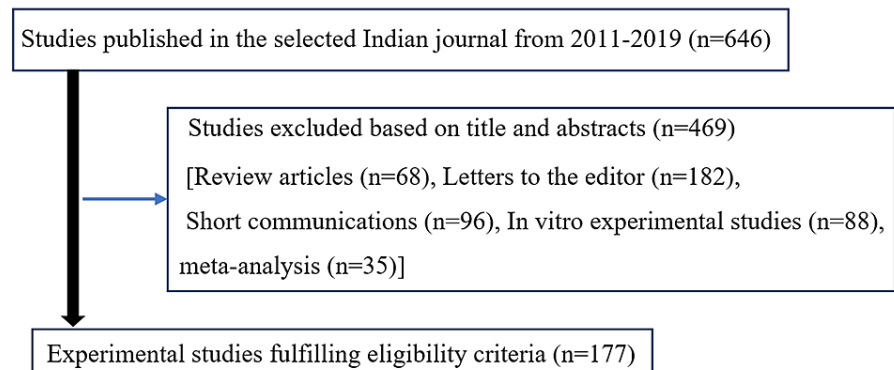 Studies published in the selected Indian journal from 2011-2019 (n=646)
Studies excluded based on title and abstracts (n=469)
[Review articles (n=68), Letters to the editor (n=182),
Short communications (n=96), In vitro experimental studies (n=88),
meta-analysis (n=35)]
Experimental studies fulfilling eligibility criteria (n=177)